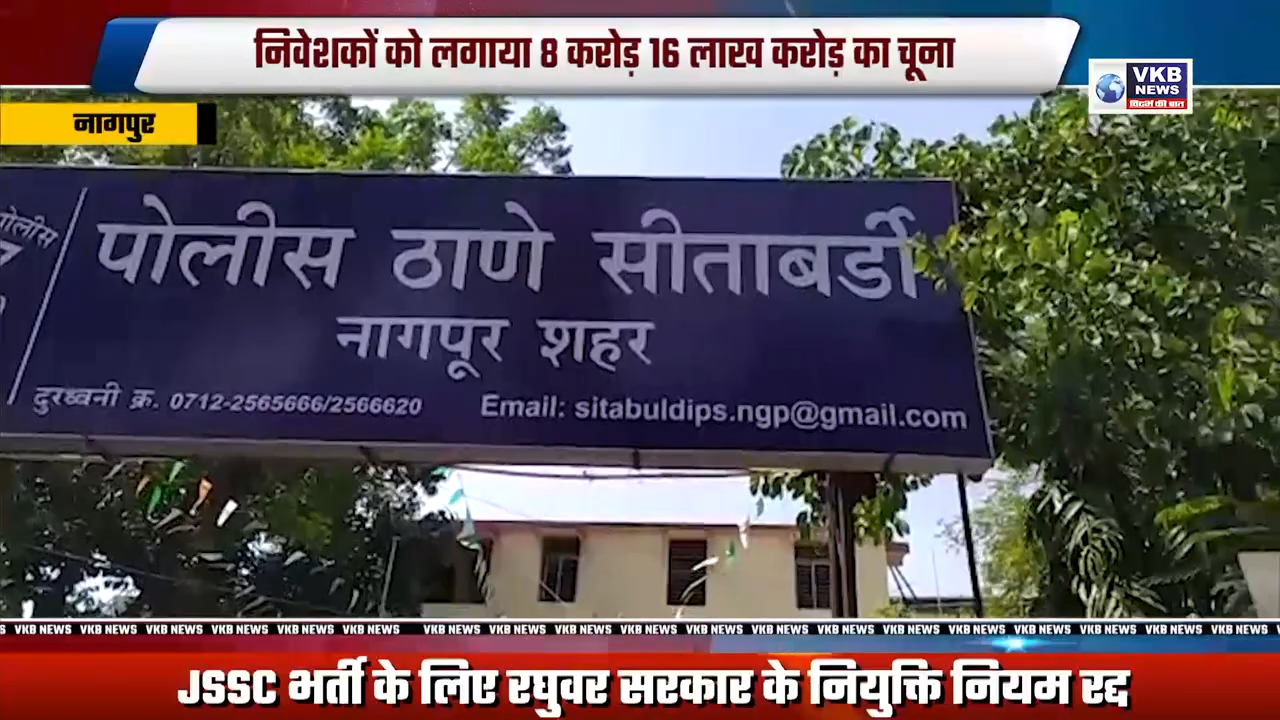 निवेशकों को लगाया 8 करोड़ 16 लाख करोड़ का चूना
VKB
NEWS
विदर्भ की बात
नागपुर
पोलीस
पोलीस ठाणे सीताबर्डी
नागपूर शहर
दुरध्वनी क्र. 0712-2565666/2566620
Email: sitabuldips.ngp@gmail.com
VKB NEWS VKB NEWS VKB NEWS VKB NEWS VKB NEWS VKB NEWS VKB NEWS VKB NEWS VKB NEWS VKB NEWS VKB NEWS VKB NEWS VKB NEWS VKB NEWS VKB NEWS VKB NEWS VKB NEWS VKB NEWS VKB NEWS
JSSC भर्ती के लिए रघुवर सरकार के नियुक्ति नियम रद्द